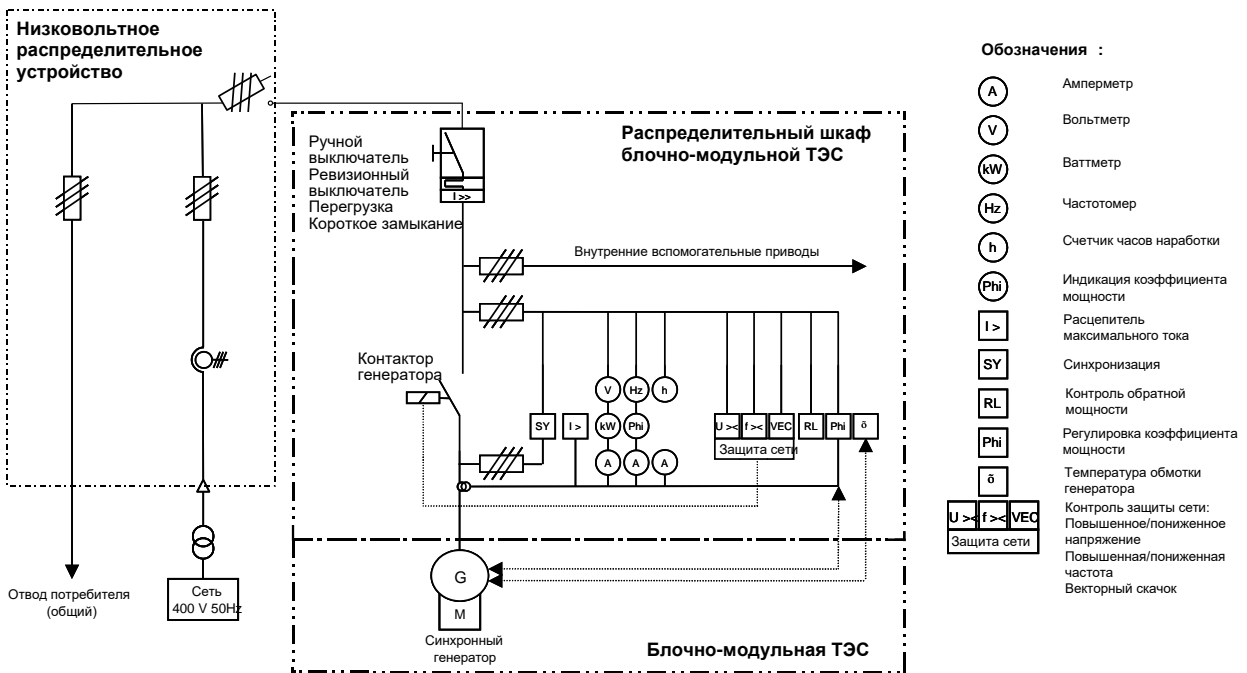 Низковольтное
распределительное
устройство
Отвод потребителя
(общий)
Сеть
400 V 50Hz
Распределительный шкаф
блочно-модульной ТЭС
Ручной
выключатель
Ревизионный
выключатель
Перегрузка
Короткое замыкание
I >>
Внутренние вспомогательные приводы
Контактор
генератора
V
Hz
h
SY
I >
kW
Phi
U ><
f ><
VEC
RL
Phi
õ
Защита сети
A
A
A
G
M
Синхронный
генератор
Блочно-модульная ТЭС
Обозначения :
A
Амперметр
V
Вольтметр
kW
Ваттметр
Hz
Частотомер
h
Счетчик часов наработки
Phi
Индикация коэффициента
мощности
I >
Расцепитель
максимального тока
SY
Синхронизация
RL
Контроль обратной
мощности
Phi
Регулировка коэффициента
мощности
õ
Температура обмотки
генератора
U ><
f ><
VEC
Защита сети
Контроль защиты сети:
Повышенное/пониженное
напряжение
Повышенная/пониженная
частота
Векторный скачок